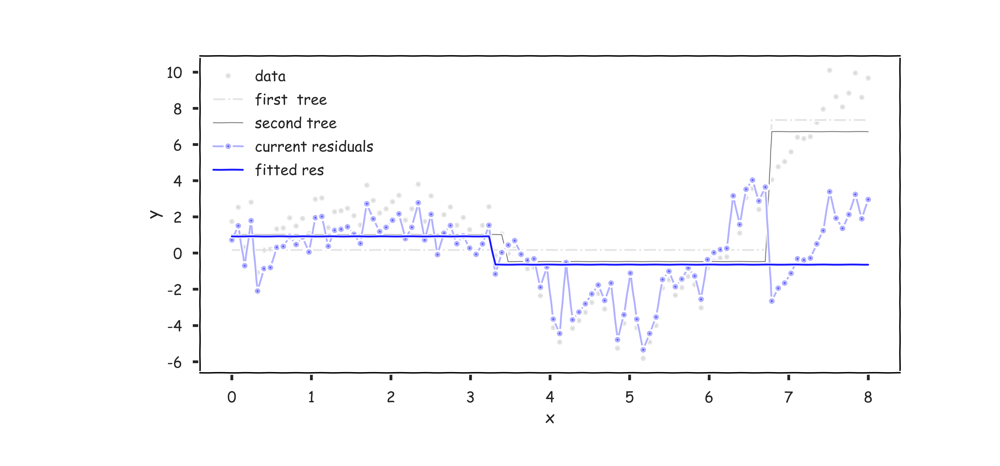 10
8
6
4
2
0
-2
-4
-6
y
data
first tree
second tree
current residuals
fitted res
0 1 2 3 4 5 6 7 8
x